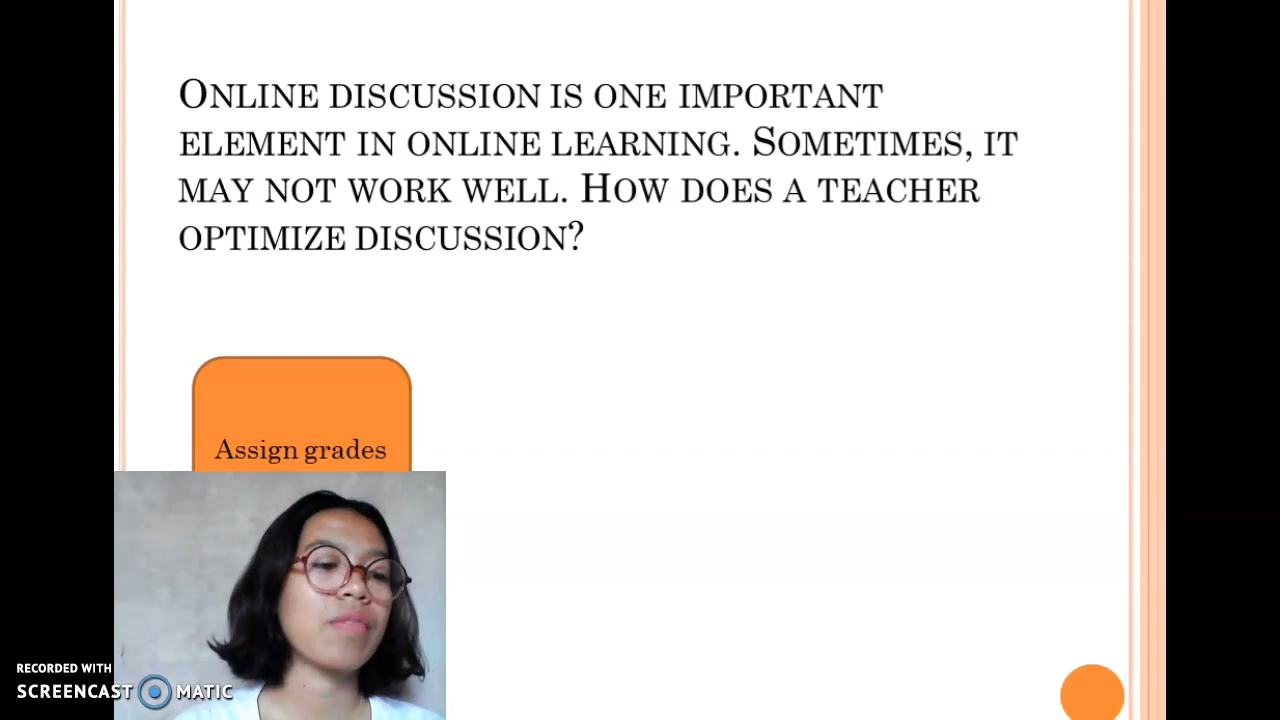 ONLINE DISCUSSION IS ONE IMPORTANT
ELEMENT IN ONLINE LEARNING. SOMETIMES, IT
MAY NOT WORK WELL. HOW DOES A TEACHER
OPTIMIZE DISCUSSION?
Assign grades
RECORDED WITH
SCREENCAST MATIC